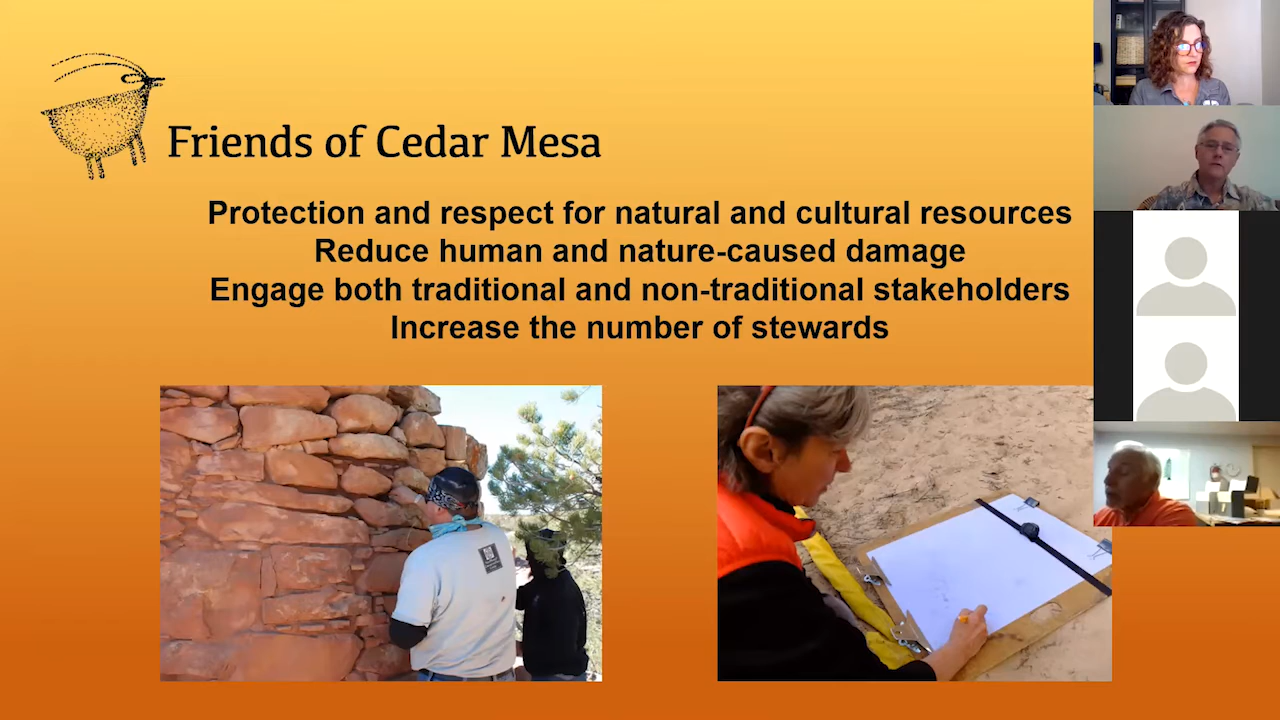 Friends of Cedar Mesa
Protection and respect for natural and cultural resources
Reduce human and nature-caused damage
Engage both traditional and non-traditional stakeholders
Increase the number of stewards